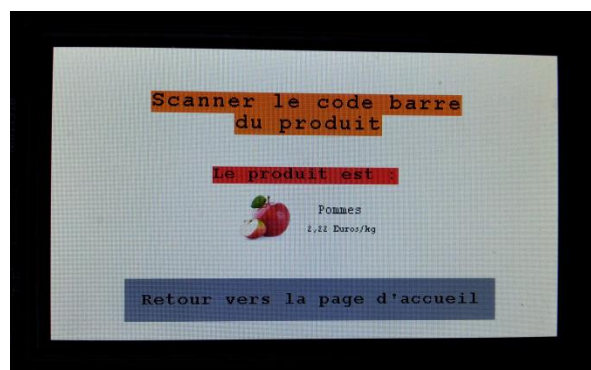 Scanner le code barre
du produit
Le produit est :
Pommes
2,22 Euros/kg
Retour vers la page d'accueil